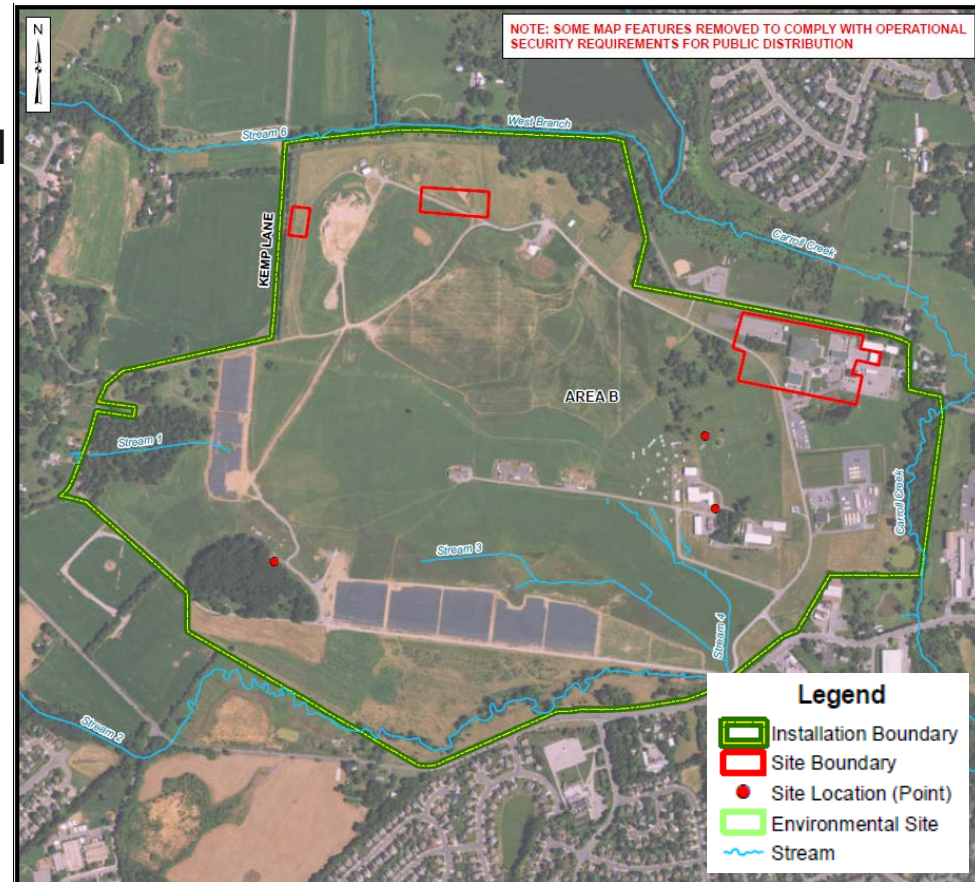 N
NOTE: SOME MAP FEATURES REMOVED TO COMPLY WITH OPERATIONAL
SECURITY REQUIREMENTS FOR PUBLIC DISTRIBUTION
Stream 6
West Branch
KEMP LANE
Carroll Creek
AREA B
Stream 1
Carroll Creek
Stream 3
Stream 4
Stream 2
Legend
Installation Boundary
Site Boundary
Site Location (Point)
Environmental Site
Stream